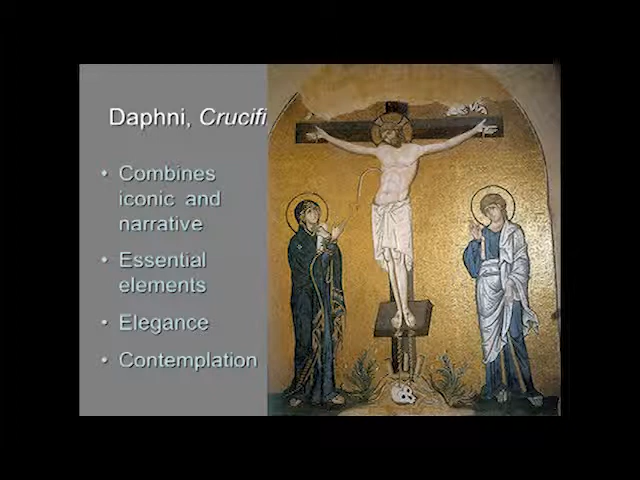 Daphni, Crucifi
• Combines
iconic and
narrative
• Essential
elements
• Elegance
• Contemplation